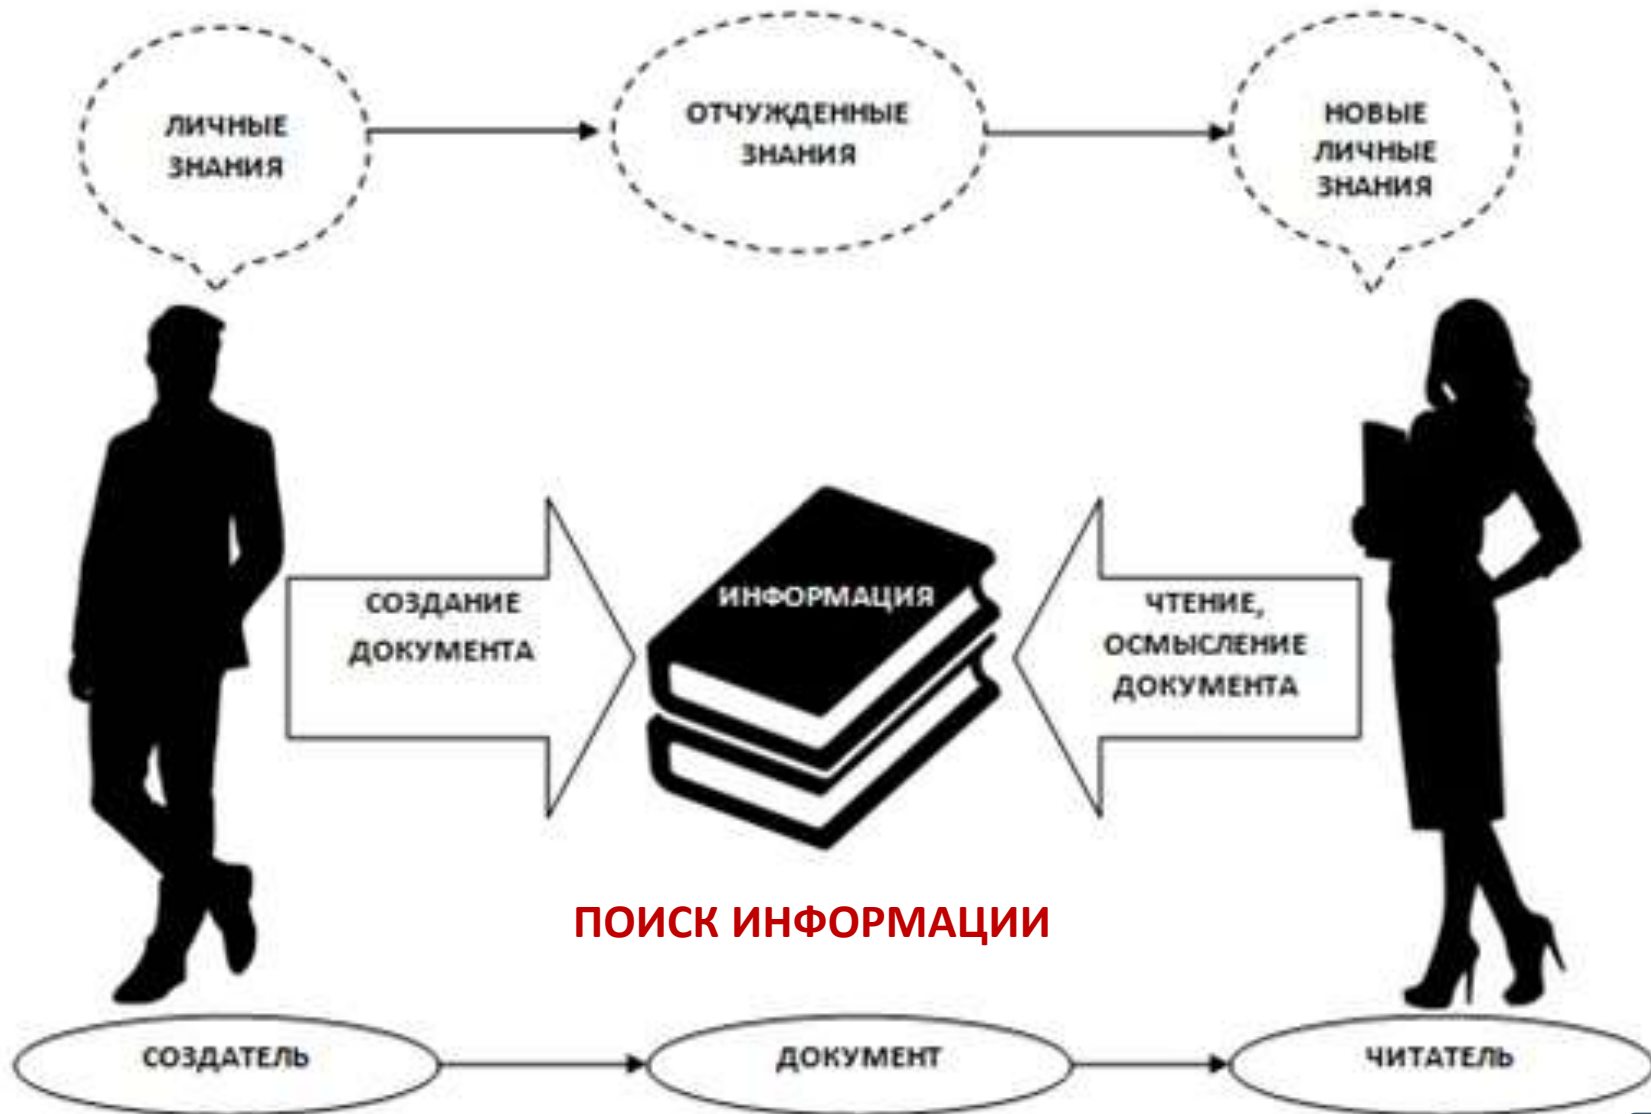 ЛИЧНЫЕ
ЗНАНИЯ
ОТЧУЖДЕННЫЕ
ЗНАНИЯ
НОВЫЕ
ЛИЧНЫЕ
ЗНАНИЯ
СОЗДАНИЕ
ДОКУМЕНТА
ИНФОРМАЦИЯ
ЧТЕНИЕ,
ОСМЫСЛЕНИЕ
ДОКУМЕНТА
ПОИСК ИНФОРМАЦИИ
СОЗДАТЕЛЬ
ДОКУМЕНТ
ЧИТАТЕЛЬ